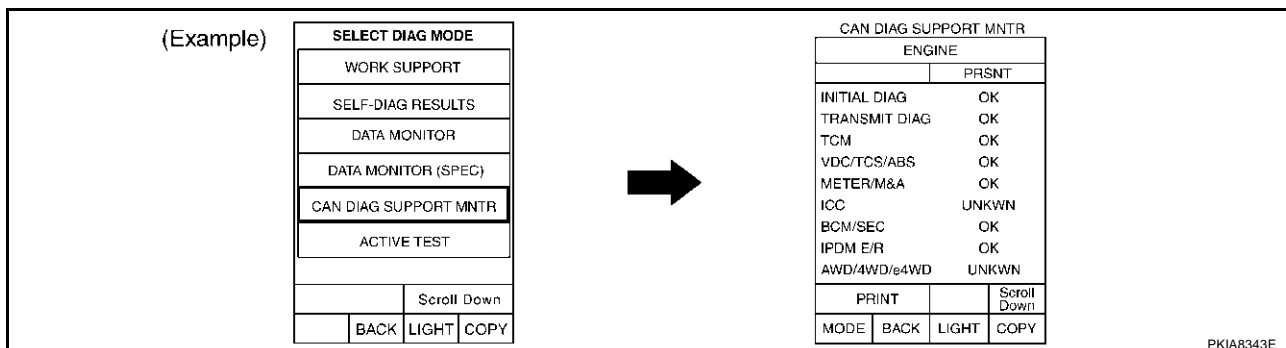 (Example)
SELECT DIAG MODE
WORK SUPPORT
SELF-DIAG RESULTS
DATA MONITOR
DATA MONITOR (SPEC)
CAN DIAG SUPPORT MNTR
ACTIVE TEST
Scroll Down
BACK LIGHT COPY
CAN DIAG SUPPORT MNTR
ENGINE
PRSNT
INITIAL DIAG OK
TRANSMIT DIAG OK
TCM OK
VDC/TCS/ABS OK
METER/M&A OK
ICC UNKWN
BCM/SEC OK
IPDM E/R OK
AWD/4WD/e4WD UNKWN
PRINT Scroll
Down
MODE BACK LIGHT COPY
PKIA8343E